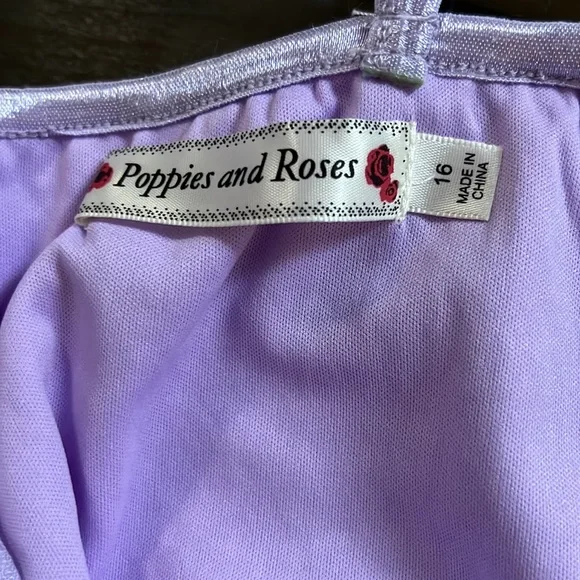 Poppies and Roses
16
MADE IN
CHINA